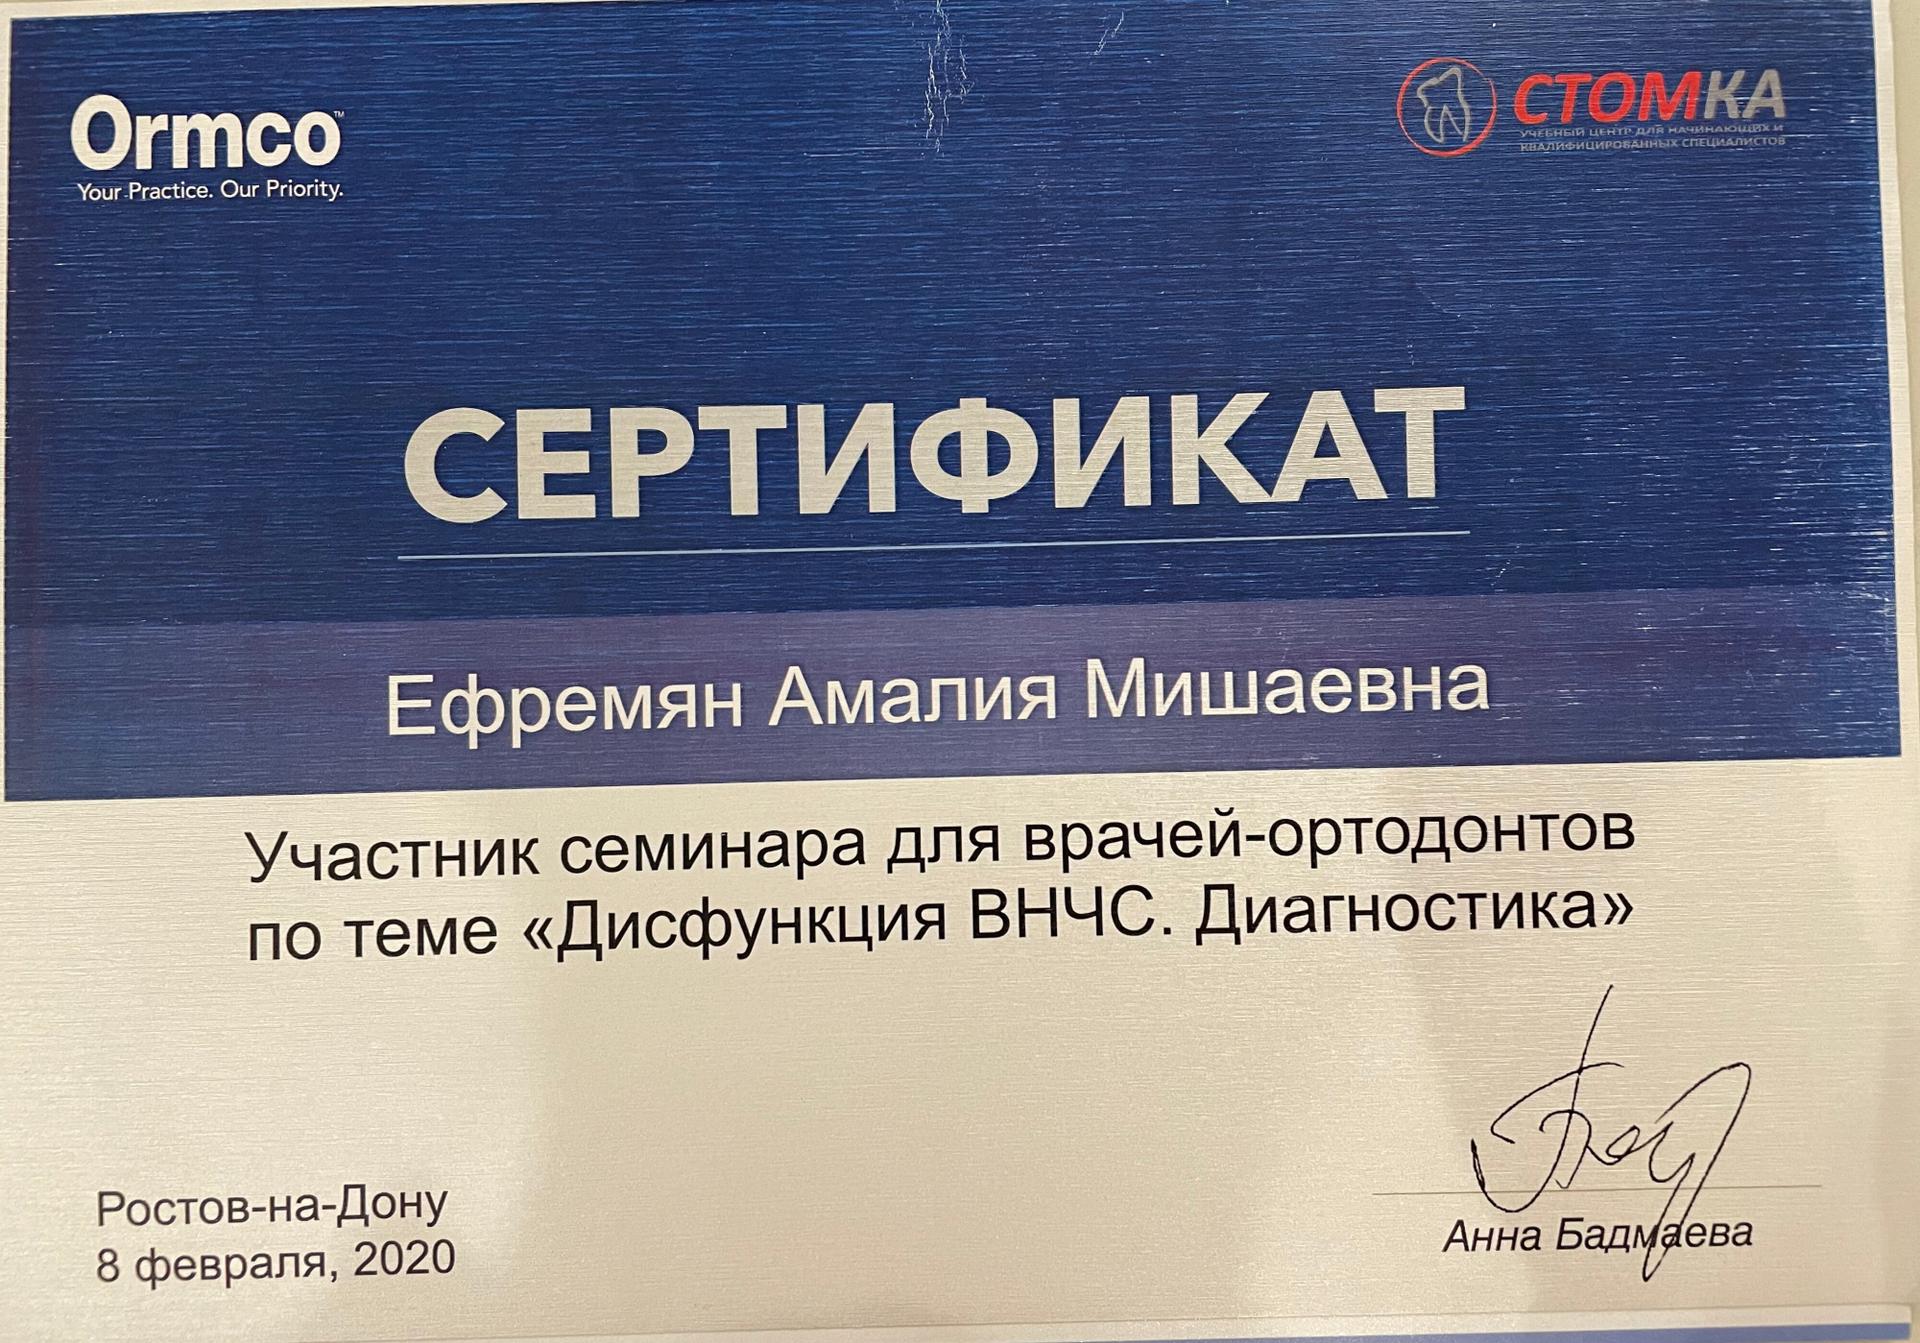 Ormco™
Your Practice. Our Priority.
СТОМКА
УЧЕБНЫЙ ЦЕНТР ДЛЯ НАЧИНАЮЩИХ И
КВАЛИФИЦИРОВАННЫХ СПЕЦИАЛИСТОВ
СЕРТИФИКАТ
Ефремян Амалия Мишаевна
Участник семинара для врачей-ортодонтов
по теме «Дисфункция ВНЧС. Диагностика»
Ростов-на-Дону
8 февраля, 2020
Анна Бадмаева